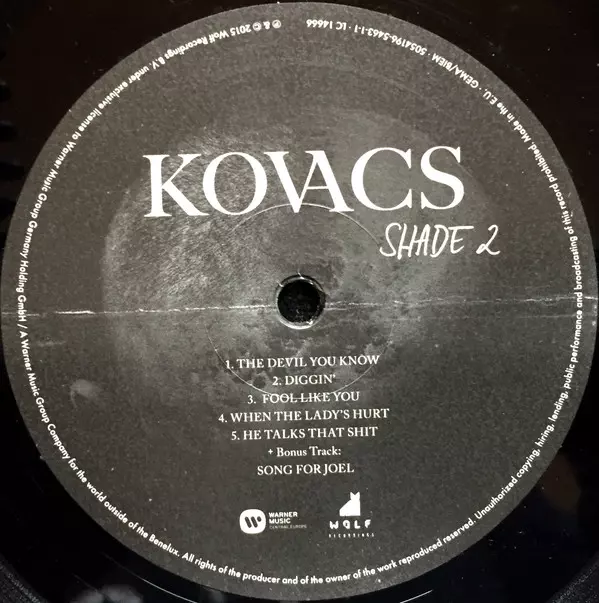 KOVACS
SHADE 2
1. THE DEVIL YOU KNOW
2. DIGGIN'
3. FOOL LIKE YOU
4. WHEN THE LADY'S HURT
5. HE TALKS THAT SHIT
+ Bonus Track:
SONG FOR JOEL
WARNER
MUSIC
CENTRAL EUROPE
WOLF
RECORDINGS
℗ & © 2015 Wolf Recordings B.V. under exclusive license to Warner Music Group Germany Holding GmbH / A Warner Music Group Company for the world outside of the Benelux. All rights of the producer and of the owner of the work reproduced reserved. Unauthorized copying, hiring, lending, public performance and broadcasting of this record prohibited. Made in the E.U. · GEMA/BIEM · 5054196-5463-1-1 · LC 14666